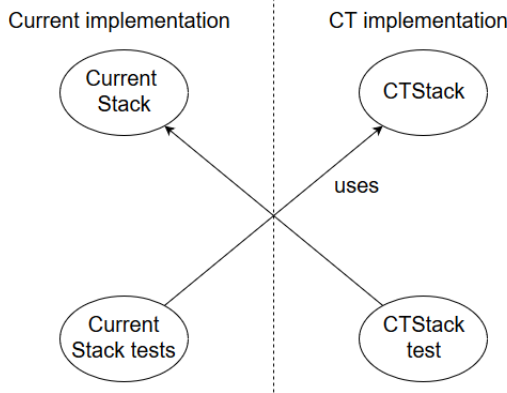 Current implementation
CT implementation
Current
Stack
CTStack
uses
Current
Stack tests
CTStack
test